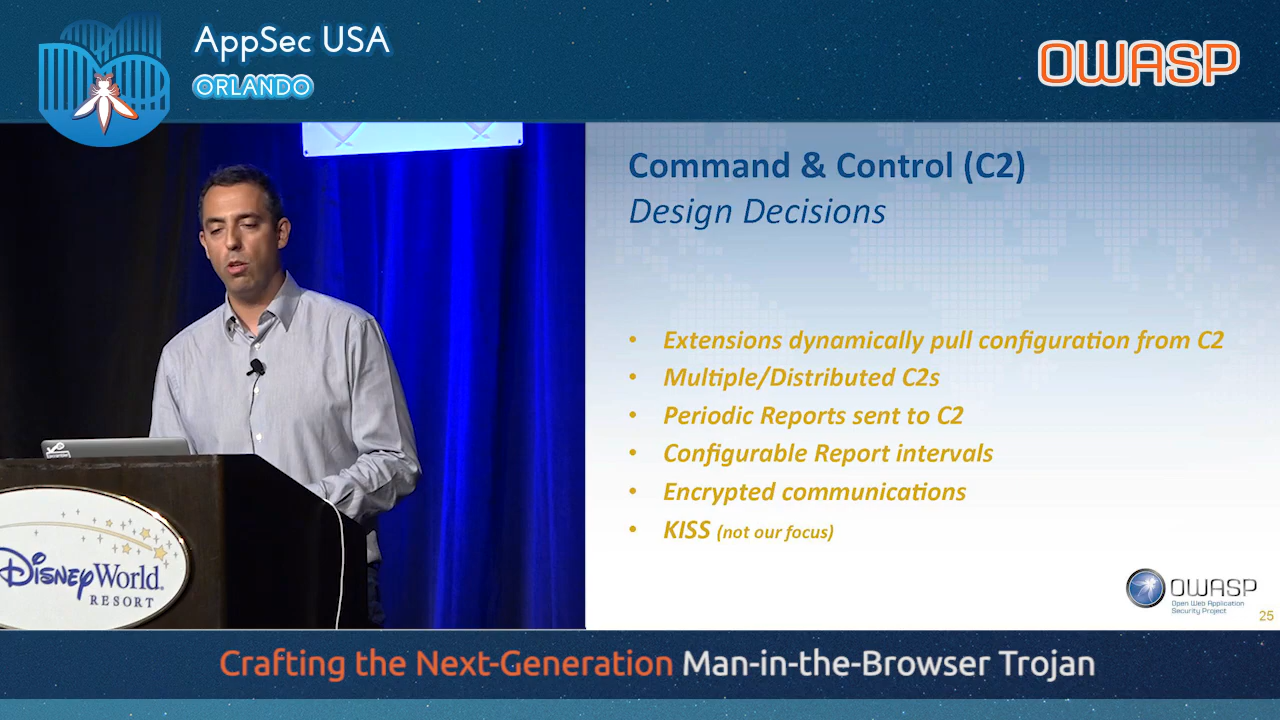 AppSec USA
ORLANDO
OWASP
Command & Control (C2)
Design Decisions
• Extensions dynamically pull configuration from C2
• Multiple/Distributed C2s
• Periodic Reports sent to C2
• Configurable Report intervals
• Encrypted communications
• KISS (not our focus)
DISNEY World.
RESORT
OWASP
Open Web Application
Security Project
25
Crafting the Next-Generation Man-in-the-Browser Trojan